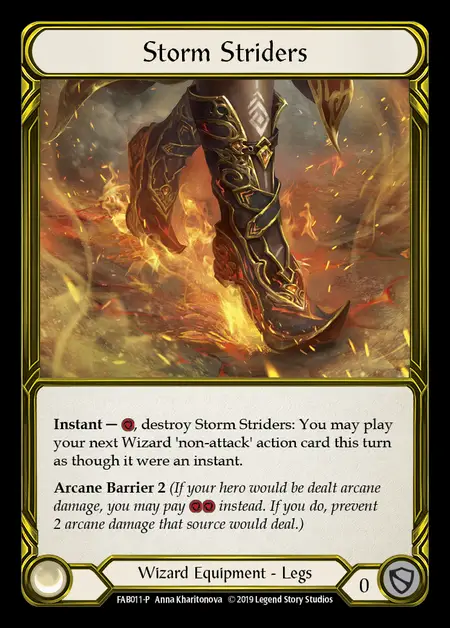 Storm Striders
Instant — , destroy Storm Striders: You may play
your next Wizard 'non-attack' action card this turn
as though it were an instant.
Arcane Barrier 2 (If your hero would be dealt arcane
damage, you may pay instead. If you do, prevent
2 arcane damage that source would deal.)
Wizard Equipment - Legs
0
FAB011-P Anna Kharitonova © 2019 Legend Story Studios